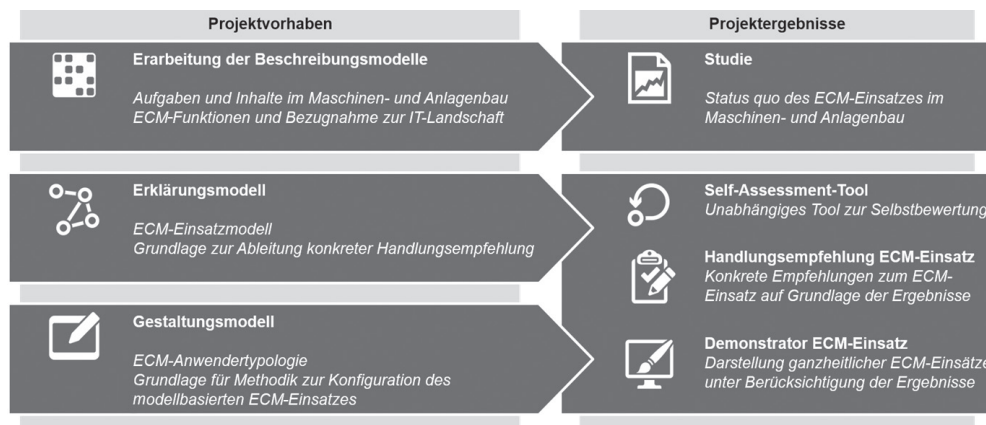 Projektvorhaben
Erarbeitung der Beschreibungsmodelle
Aufgaben und Inhalte im Maschinen- und Anlagenbau
ECM-Funktionen und Bezugnahme zur IT-Landschaft
Erklärungsmodell
ECM-Einsatzmodell
Grundlage zur Ableitung konkreter Handlungsempfehlung
Gestaltungsmodell
ECM-Anwendertypologie
Grundlage für Methodik zur Konfiguration des
modellbasierten ECM-Einsatzes
Projektergebnisse
Studie
Status quo des ECM-Einsatzes im
Maschinen- und Anlagenbau
Self-Assessment-Tool
Unabhängiges Tool zur Selbstbewertung
Handlungsempfehlung ECM-Einsatz
Konkrete Empfehlungen zum ECM-
Einsatz auf Grundlage der Ergebnisse
Demonstrator ECM-Einsatz
Darstellung ganzheitlicher ECM-Einsätze
unter Berücksichtigung der Ergebnisse